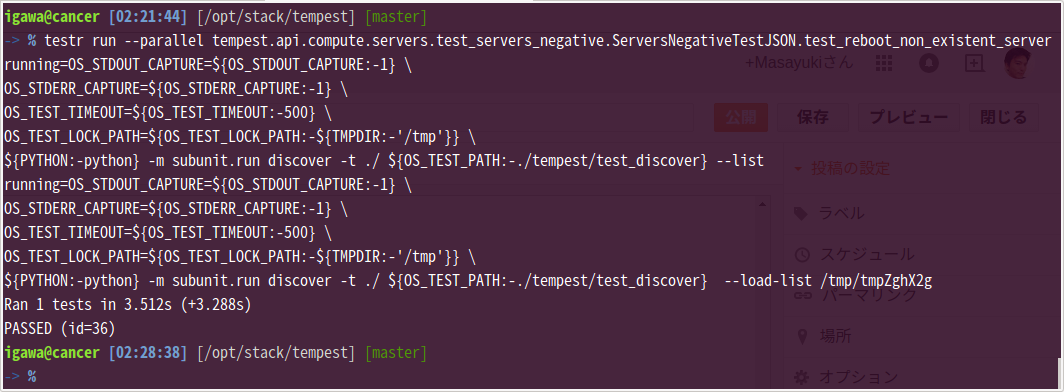 igawa@cancer [02:21:44] [/opt/stack/tempest] [master]
-> % testr run --parallel tempest.api.compute.servers.test_servers_negative.ServersNegativeTestJSON.test_reboot_non_existent_server
running=OS_STDOUT_CAPTURE=${OS_STDOUT_CAPTURE:-1} \
+Masayukiさん
OS_STDERR_CAPTURE=${OS_STDERR_CAPTURE:-1} \
OS_TEST_TIMEOUT=${OS_TEST_TIMEOUT:-500} \
公開 保存 プレビュー 閉じる
OS_TEST_LOCK_PATH=${OS_TEST_LOCK_PATH:-${TMPDIR:-'/tmp'}} \
${PYTHON:-python} -m subunit.run discover -t ./ ${OS_TEST_PATH:-./tempest/test_discover} --list
投稿の設定
running=OS_STDOUT_CAPTURE=${OS_STDOUT_CAPTURE:-1} \
OS_STDERR_CAPTURE=${OS_STDERR_CAPTURE:-1} \
ラベル
OS_TEST_TIMEOUT=${OS_TEST_TIMEOUT:-500} \
スケジュール
OS_TEST_LOCK_PATH=${OS_TEST_LOCK_PATH:-${TMPDIR:-'/tmp'}} \
${PYTHON:-python} -m subunit.run discover -t ./ ${OS_TEST_PATH:-./tempest/test_discover}  --load-list /tmp/tmpZghX2g
パーマリンク
Ran 1 tests in 3.512s (+3.288s)
PASSED (id=36)
場所
igawa@cancer [02:28:38] [/opt/stack/tempest] [master]
-> %
オプション